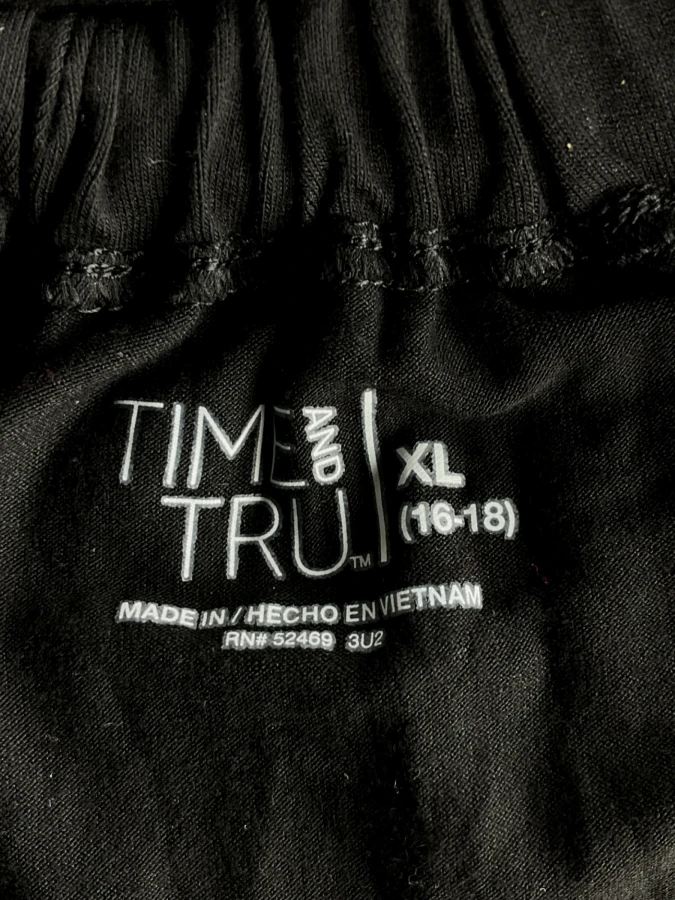 TIME AND
TRU™
XL
(16-18)
MADE IN / HECHO EN VIETNAM
RN# 52469 3U2